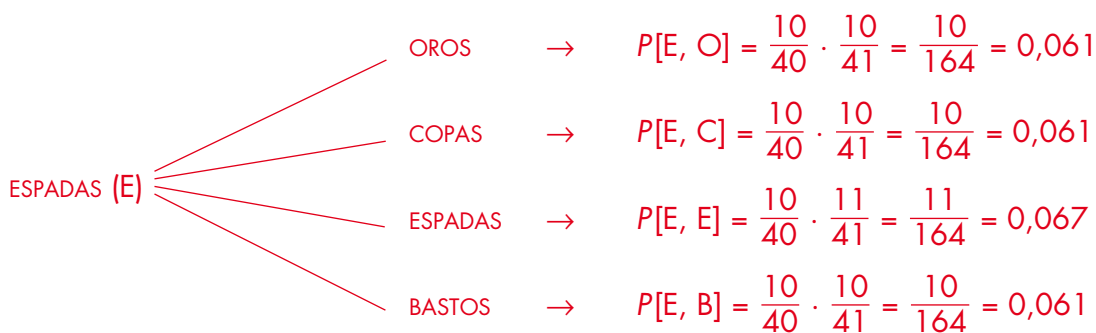 OROS → P[E, O] = 10/40 · 10/41 = 10/164 = 0,061
COPAS → P[E, C] = 10/40 · 10/41 = 10/164 = 0,061
ESPADAS (E)
ESPADAS → P[E, E] = 10/40 · 11/41 = 11/164 = 0,067
BASTOS → P[E, B] = 10/40 · 10/41 = 10/164 = 0,061